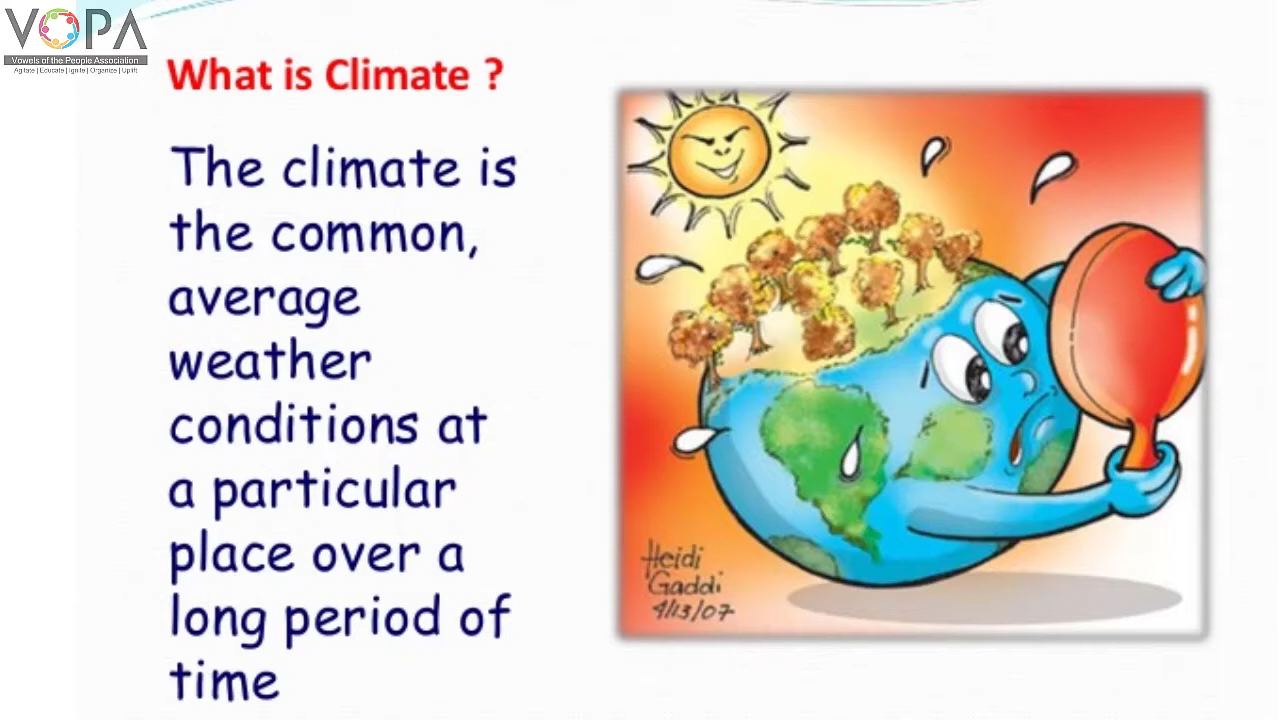 VOPA
Vowels of the People Association
Agitate | Educate | Ignite | Organize | Uplift
What is Climate ?
The climate is
the common,
average
weather
conditions at
a particular
place over a
long period of
time
Heidi
Gaddi
4/13/07